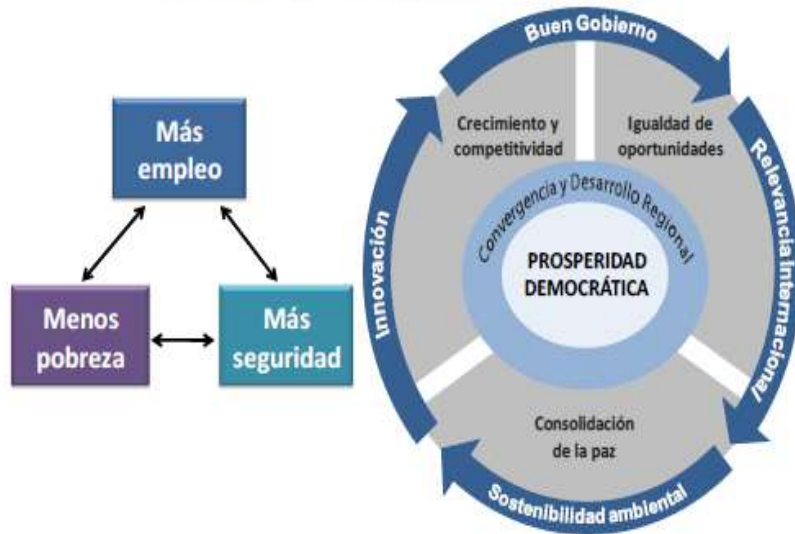 Más
empleo
Menos
pobreza
Más
seguridad
Buen Gobierno
Crecimiento y
competitividad
Igualdad de
oportunidades
Innovación
Relevancia Internacional
Convergencia y Desarrollo Regional
PROSPERIDAD
DEMOCRÁTICA
Consolidación
de la paz
Sostenibilidad ambiental